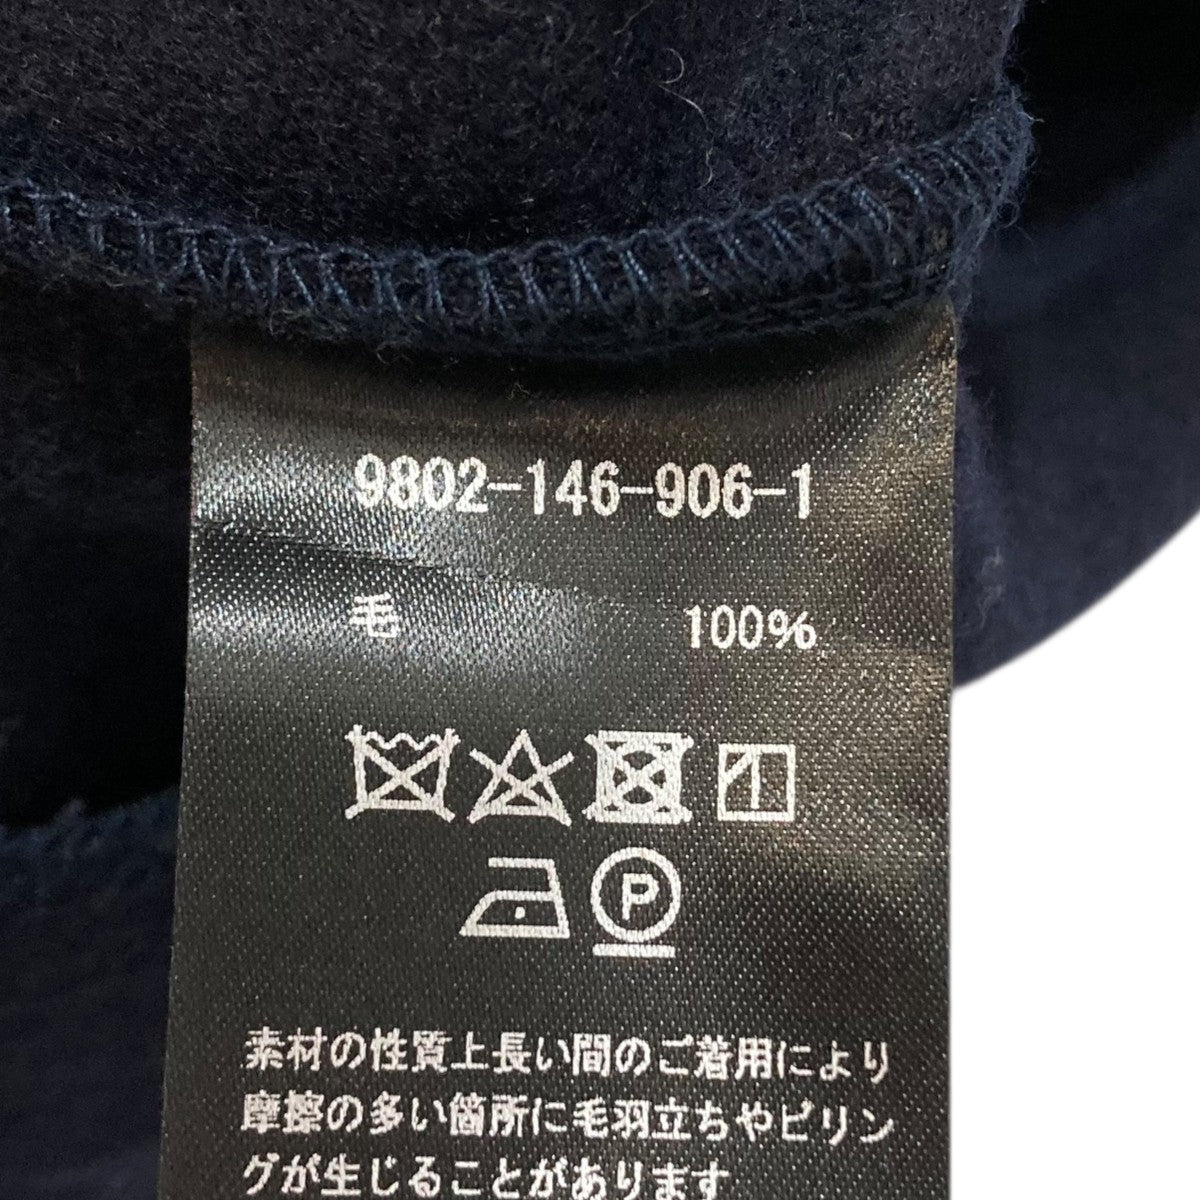 9802-146-906-1
毛 100%
P
素材の性質上長い間のご着用により
摩擦の多い箇所に毛羽立ちやピリン
グが生じることがあります